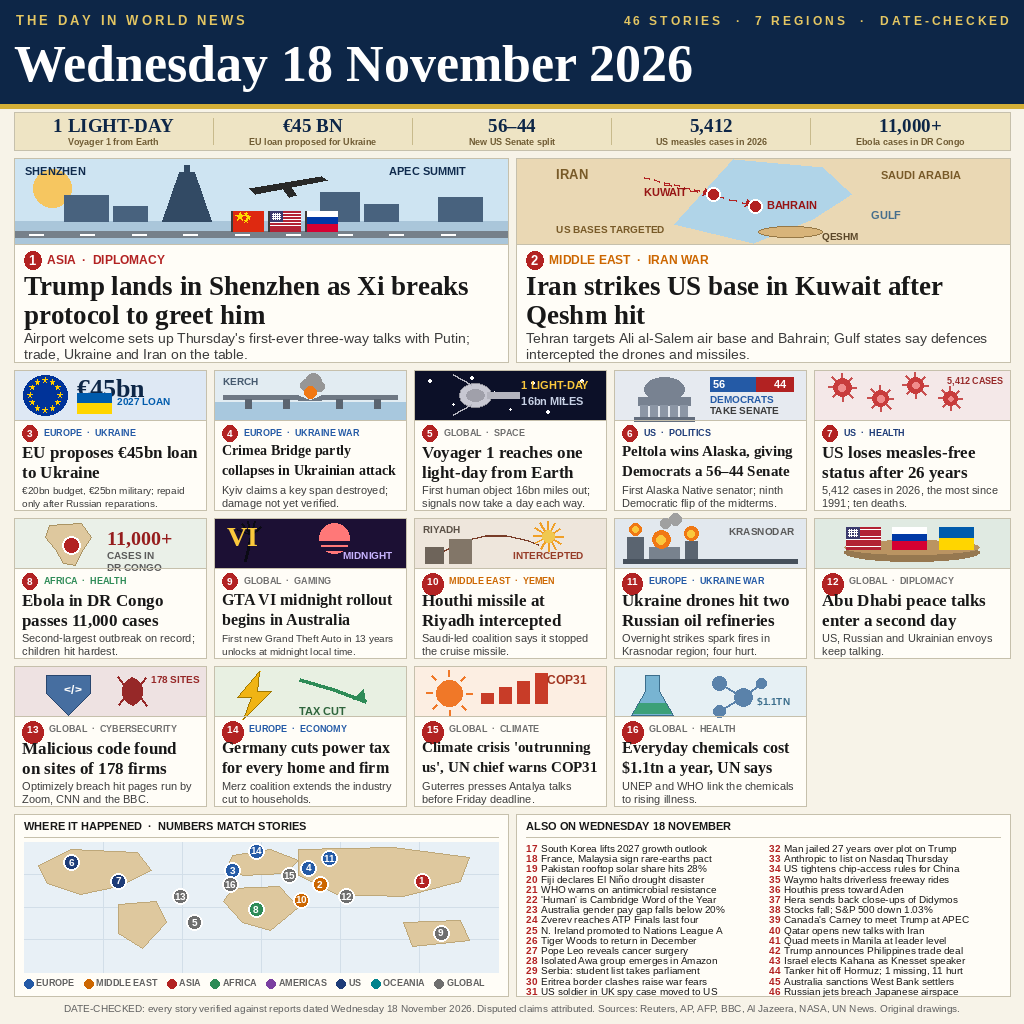 THE DAY IN WORLD NEWS
46 STORIES · 7 REGIONS · DATE-CHECKED
Wednesday 18 November 2026
1 LIGHT-DAY
Voyager 1 from Earth
€45 BN
EU loan proposed for Ukraine
56–44
New US Senate split
5,412
US measles cases in 2026
11,000+
Ebola cases in DR Congo
SHENZHEN
APEC SUMMIT
1 ASIA · DIPLOMACY
Trump lands in Shenzhen as Xi breaks
protocol to greet him
Airport welcome sets up Thursday's first-ever three-way talks with Putin;
trade, Ukraine and Iran on the table.
IRAN
SAUDI ARABIA
KUWAIT
BAHRAIN
GULF
US BASES TARGETED
QESHM
2 MIDDLE EAST · IRAN WAR
Iran strikes US base in Kuwait after
Qeshm hit
Tehran targets Ali al-Salem air base and Bahrain; Gulf states say defences
intercepted the drones and missiles.
€45bn
2027 LOAN
3 EUROPE · UKRAINE
EU proposes €45bn loan
to Ukraine
€20bn budget, €25bn military; repaid
only after Russian reparations.
KERCH
4 EUROPE · UKRAINE WAR
Crimea Bridge partly
collapses in Ukrainian attack
Kyiv claims a key span destroyed;
damage not yet verified.
1 LIGHT-DAY
16bn MILES
5 GLOBAL · SPACE
Voyager 1 reaches one
light-day from Earth
First human object 16bn miles out;
signals now take a day each way.
56 44
DEMOCRATS
TAKE SENATE
6 US · POLITICS
Peltola wins Alaska, giving
Democrats a 56–44 Senate
First Alaska Native senator; ninth
Democratic flip of the midterms.
5,412 CASES
7 US · HEALTH
US loses measles-free
status after 26 years
5,412 cases in 2026, the most since
1991; ten deaths.
11,000+
CASES IN
DR CONGO
8 AFRICA · HEALTH
Ebola in DR Congo
passes 11,000 cases
Second-largest outbreak on record;
children hit hardest.
VI
MIDNIGHT
9 GLOBAL · GAMING
GTA VI midnight rollout
begins in Australia
First new Grand Theft Auto in 13 years
unlocks at midnight local time.
RIYADH
INTERCEPTED
10 MIDDLE EAST · YEMEN
Houthi missile at
Riyadh intercepted
Saudi-led coalition says it stopped
the cruise missile.
KRASNODAR
11 EUROPE · UKRAINE WAR
Ukraine drones hit two
Russian oil refineries
Overnight strikes spark fires in
Krasnodar region; four hurt.
12 GLOBAL · DIPLOMACY
Abu Dhabi peace talks
enter a second day
US, Russian and Ukrainian envoys
keep talking.
</>
178 SITES
13 GLOBAL · CYBERSECURITY
Malicious code found
on sites of 178 firms
Optimizely breach hit pages run by
Zoom, CNN and the BBC.
TAX CUT
14 EUROPE · ECONOMY
Germany cuts power tax
for every home and firm
Merz coalition extends the industry
cut to households.
COP31
15 GLOBAL · CLIMATE
Climate crisis 'outrunning
us', UN chief warns COP31
Guterres presses Antalya talks
before Friday deadline.
$1.1TN
16 GLOBAL · HEALTH
Everyday chemicals cost
$1.1tn a year, UN says
UNEP and WHO link the chemicals
to rising illness.
WHERE IT HAPPENED · NUMBERS MATCH STORIES
14
6
3
4
11
7
16
15
2
1
13
12
10
8
5
9
EUROPE
MIDDLE EAST
ASIA
AFRICA
AMERICAS
US
OCEANIA
GLOBAL
ALSO ON WEDNESDAY 18 NOVEMBER
17 South Korea lifts 2027 growth outlook
18 France, Malaysia sign rare-earths pact
19 Pakistan rooftop solar share hits 28%
20 Fiji declares El Niño drought disaster
21 WHO warns on antimicrobial resistance
22 'Human' is Cambridge Word of the Year
23 Australia gender pay gap falls below 20%
24 Zverev reaches ATP Finals last four
25 N. Ireland promoted to Nations League A
26 Tiger Woods to return in December
27 Pope Leo reveals cancer surgery
28 Isolated Awa group emerges in Amazon
29 Serbia: student list takes parliament
30 Eritrea border clashes raise war fears
31 US soldier in UK spy case moved to US
32 Man jailed 27 years over plot on Trump
33 Anthropic to list on Nasdaq Thursday
34 US tightens chip-access rules for China
35 Waymo halts driverless freeway rides
36 Houthis press toward Aden
37 Hera sends back close-ups of Didymos
38 Stocks fall; S&P 500 down 1.03%
39 Canada's Carney to meet Trump at APEC
40 Qatar opens new talks with Iran
41 Quad meets in Manila at leader level
42 Trump announces Philippines trade deal
43 Israel elects Kahana as Knesset speaker
44 Tanker hit off Hormuz; 1 missing, 11 hurt
45 Australia sanctions West Bank settlers
46 Russian jets breach Japanese airspace
DATE-CHECKED: every story verified against reports dated Wednesday 18 November 2026. Disputed claims attributed. Sources: Reuters, AP, AFP, BBC, Al Jazeera, NASA, UN News. Original drawings.